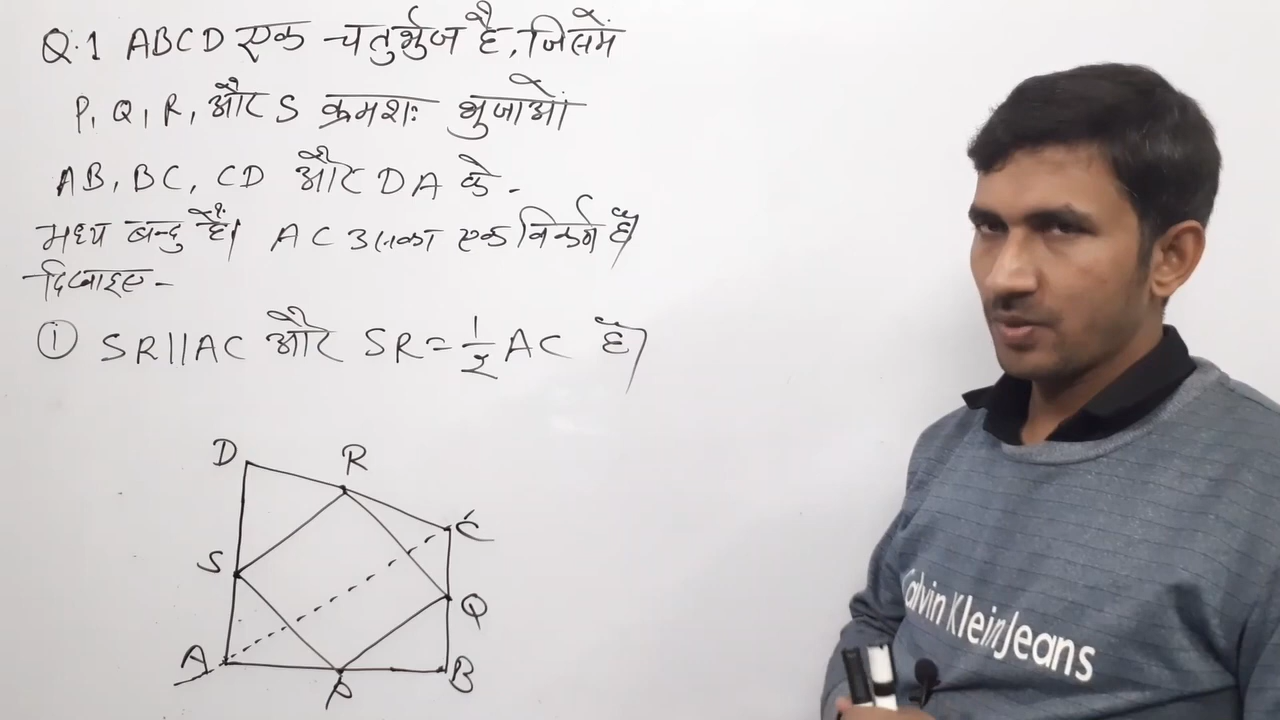 Q.1 ABCD एक चतुर्भुज है, जिसमें
P, Q, R, और S क्रमशः भुजाओं
AB, BC, CD और DA के -
मध्य बिन्दु हैं। AC उसका एक विकर्ण है।
दिखाइए -
① SR||AC और SR = 1/2 AC है।
D
R
C
S
Q
A
P
B
Calvin Klein Jeans